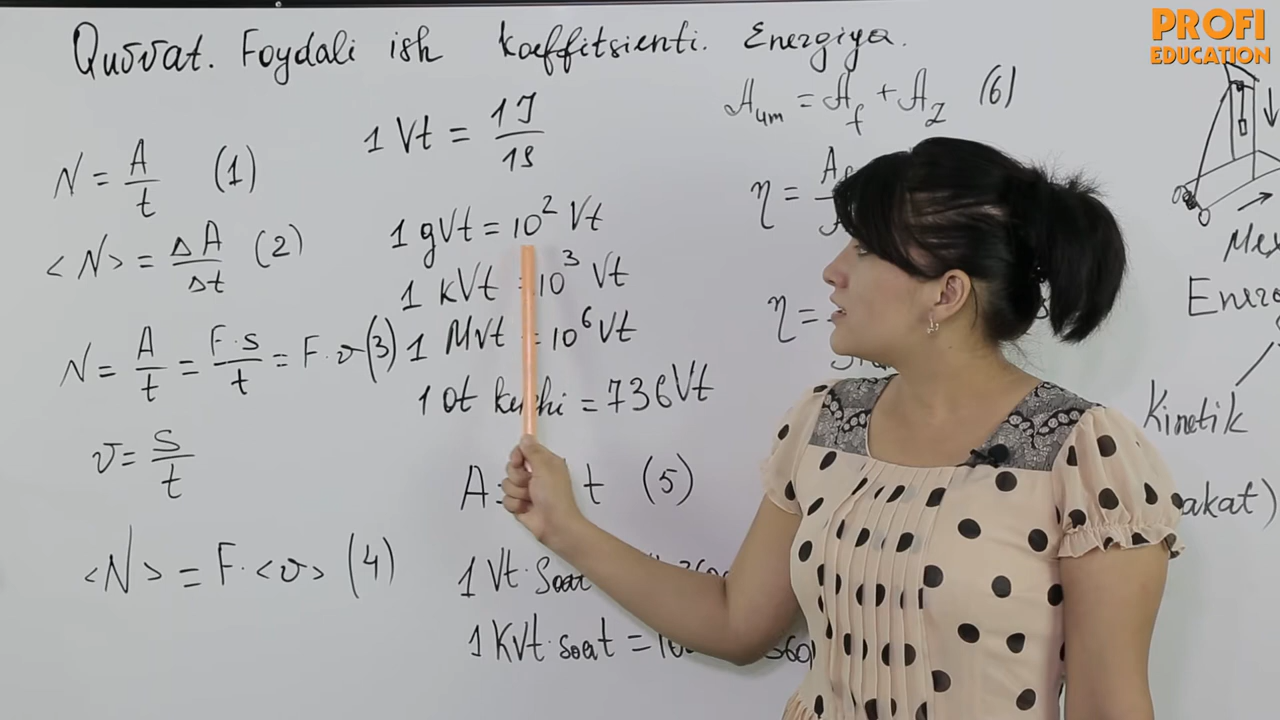 PROFI
EDUCATION
Quvvat. Foydali ish koeffitsienti. Energiya.
N = A/t (1)
<N> = ΔA/Δt (2)
N = A/t = F·s/t = F·υ (3)
υ = s/t
<N> = F·<υ> (4)
1 Vt = 1J/1s
1 gVt = 10² Vt
1 kVt = 10³ Vt
1 MVt = 10⁶ Vt
1 ot kuchi = 736 Vt
A = t (5)
1 Vt·soat
1 KVt·soat =
A_um = A_f + A_z (6)
η =
η =
Kinetik